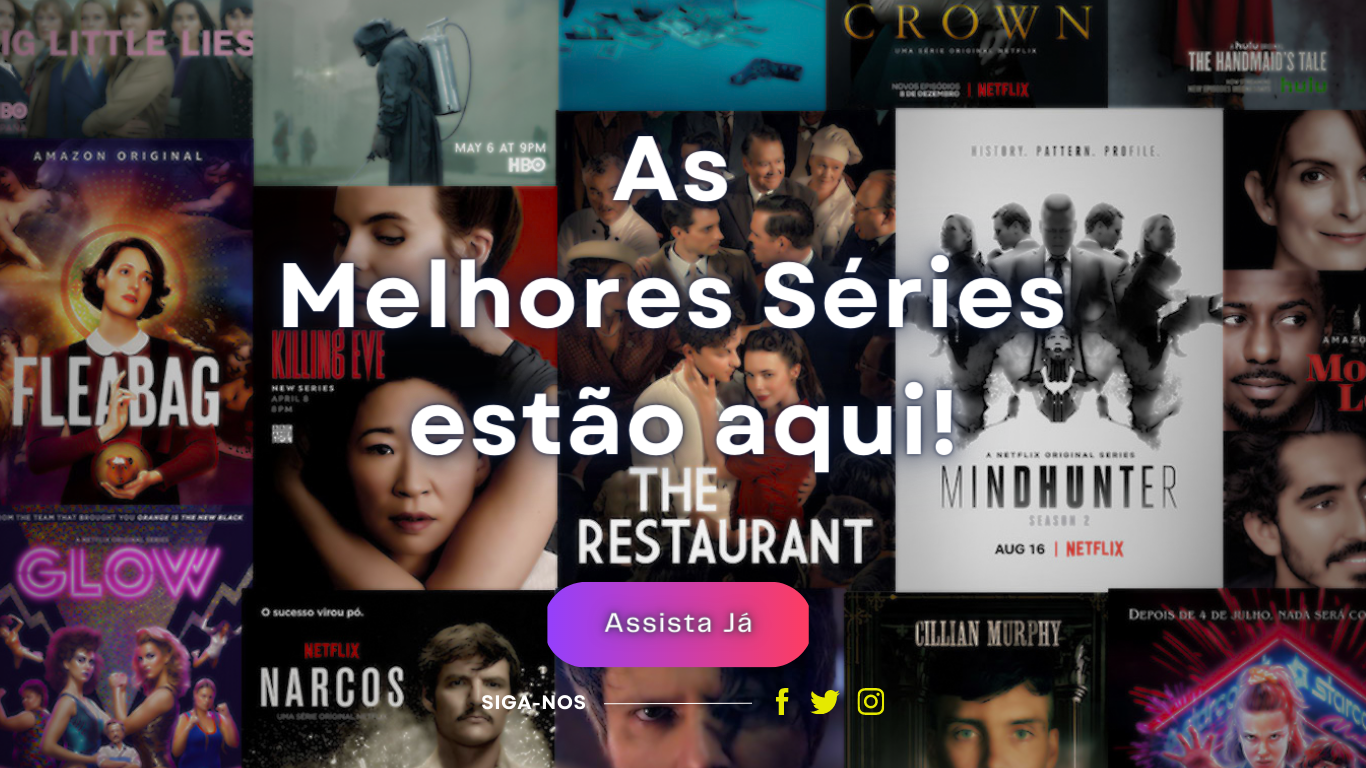 BIG LITTLE LIES
HBO
MAY 6 AT 9PM
HBO
CROWN
UMA SÉRIE ORIGINAL NETFLIX
NOVOS EPISÓDIOS
8 DE DEZEMBRO | NETFLIX
hulu
THE HANDMAID'S TALE
hulu
AMAZON ORIGINAL
FLEABAG
As
Melhores Séries
estão aqui!
KILLING EVE
NEW SERIES
APRIL 8
8PM
THE
RESTAURANT
HISTORY. PATTERN. PROFILE.
A NETFLIX ORIGINAL SERIES
MINDHUNTER
SEASON 2
AUG 16 | NETFLIX
AMAZO
Mo
L
FROM THE TEAM THAT BROUGHT YOU ORANGE IS THE NEW BLACK
A NETFLIX ORIGINAL SERIES
GLOW
O sucesso virou pó.
NETFLIX
NARCOS
UMA SÉRIE ORIGINAL NETFLIX
Assista Já
SIGA-NOS
CILLIAN MURPHY
DEPOIS DE 4 DE JULHO, NADA SERÁ CO